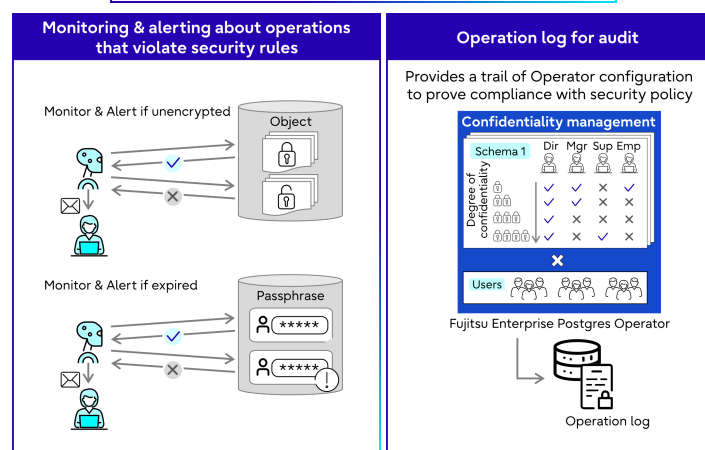 Monitoring & alerting about operations
that violate security rules
Monitor & Alert if unencrypted
Object
Monitor & Alert if expired
Passphrase
*****
*****
!
Operation log for audit
Provides a trail of Operator configuration
to prove compliance with security policy
Confidentiality management
Schema 1
Dir Mgr Sup Emp
Degree of
confidentiality
Users
Fujitsu Enterprise Postgres Operator
Operation log